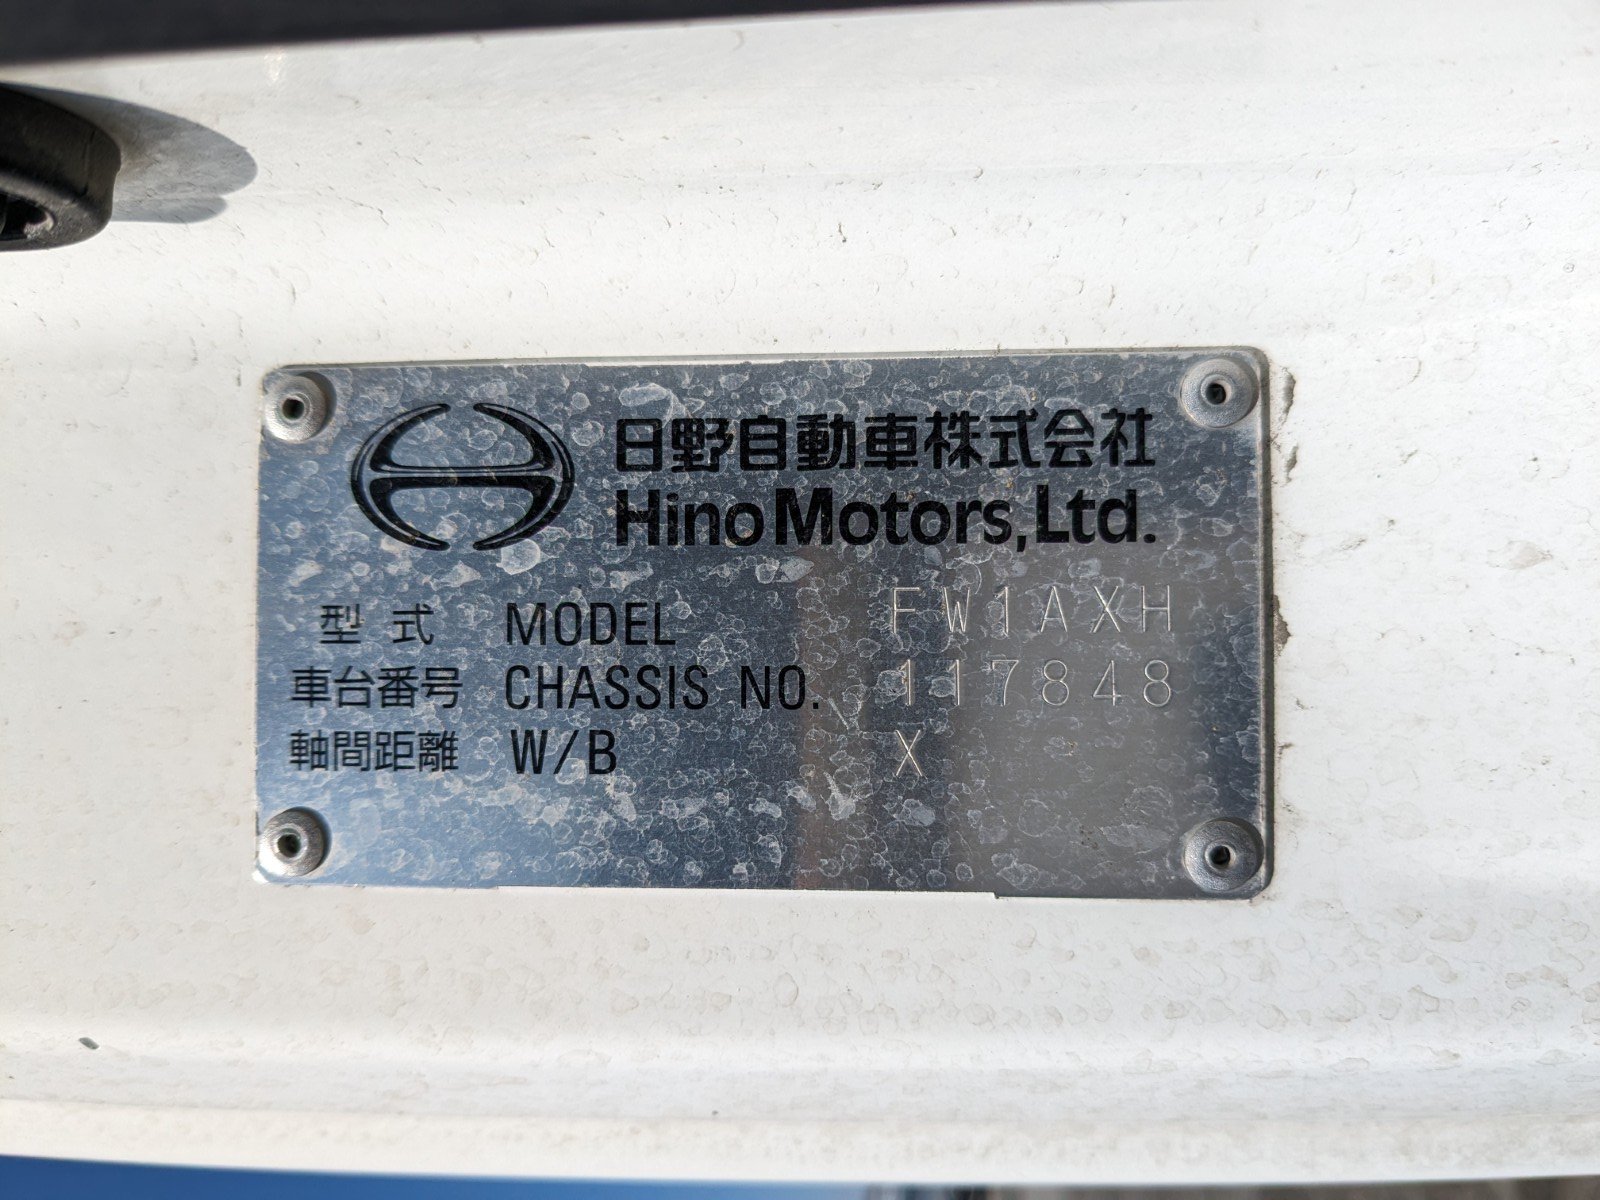 日野自動車株式会社
Hino Motors, Ltd.
型式 MODEL FW1AXH
車台番号 CHASSIS NO. 117848
軸間距離 W/B X